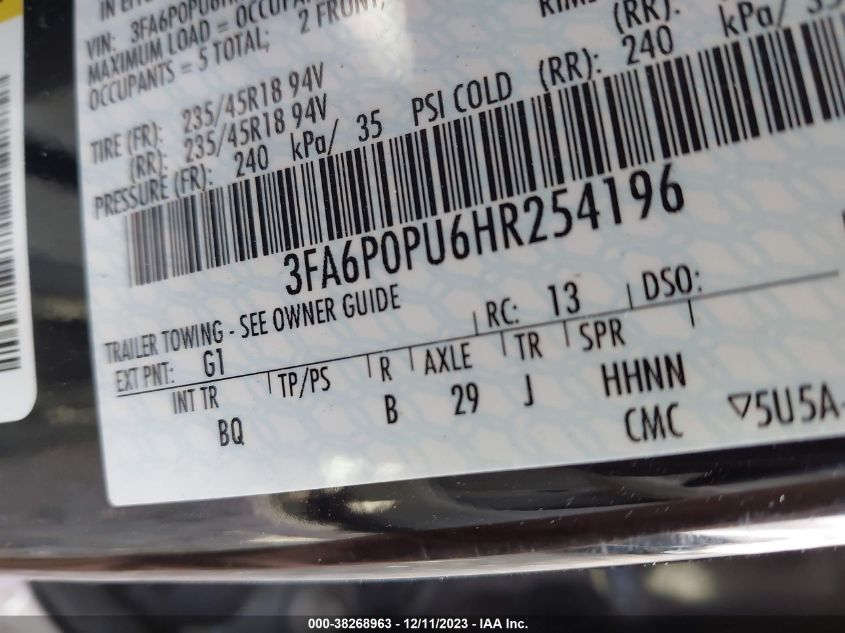 VIN: 3FA6P0PU6HR
MAXIMUM LOAD = OCCUPANTS
OCCUPANTS = 5 TOTAL; 2 FRONT,
TIRE (FR): 235/45R18 94V
(RR): 235/45R18 94V
(RR):
PRESSURE (FR): 240 kPa/ 35 PSI COLD (RR): 240 kPa/ 35
3FA6P0PU6HR254196
TRAILER TOWING - SEE OWNER GUIDE
EXT PNT: G1 RC: 13 DSO:
INT TR TP/PS R AXLE TR SPR
BQ B 29 J HHNN
CMC ▽5U5A-
000-38268963 - 12/11/2023 - IAA Inc.